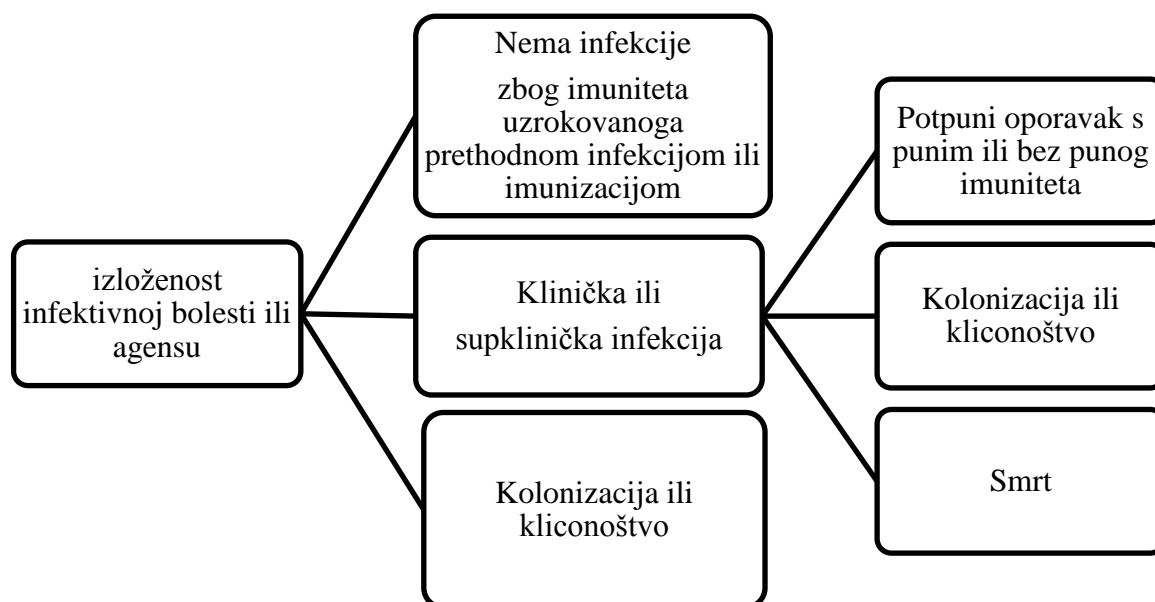 izloženost
infektivnoj bolesti ili
agensu
Nema infekcije
zbog imuniteta
uzrokovanoga
prethodnom infekcijom ili
imunizacijom
Klinička ili
supklinička infekcija
Kolonizacija ili
kliconoštvo
Potpuni oporavak s
punim ili bez punog
imuniteta
Kolonizacija ili
kliconoštvo
Smrt